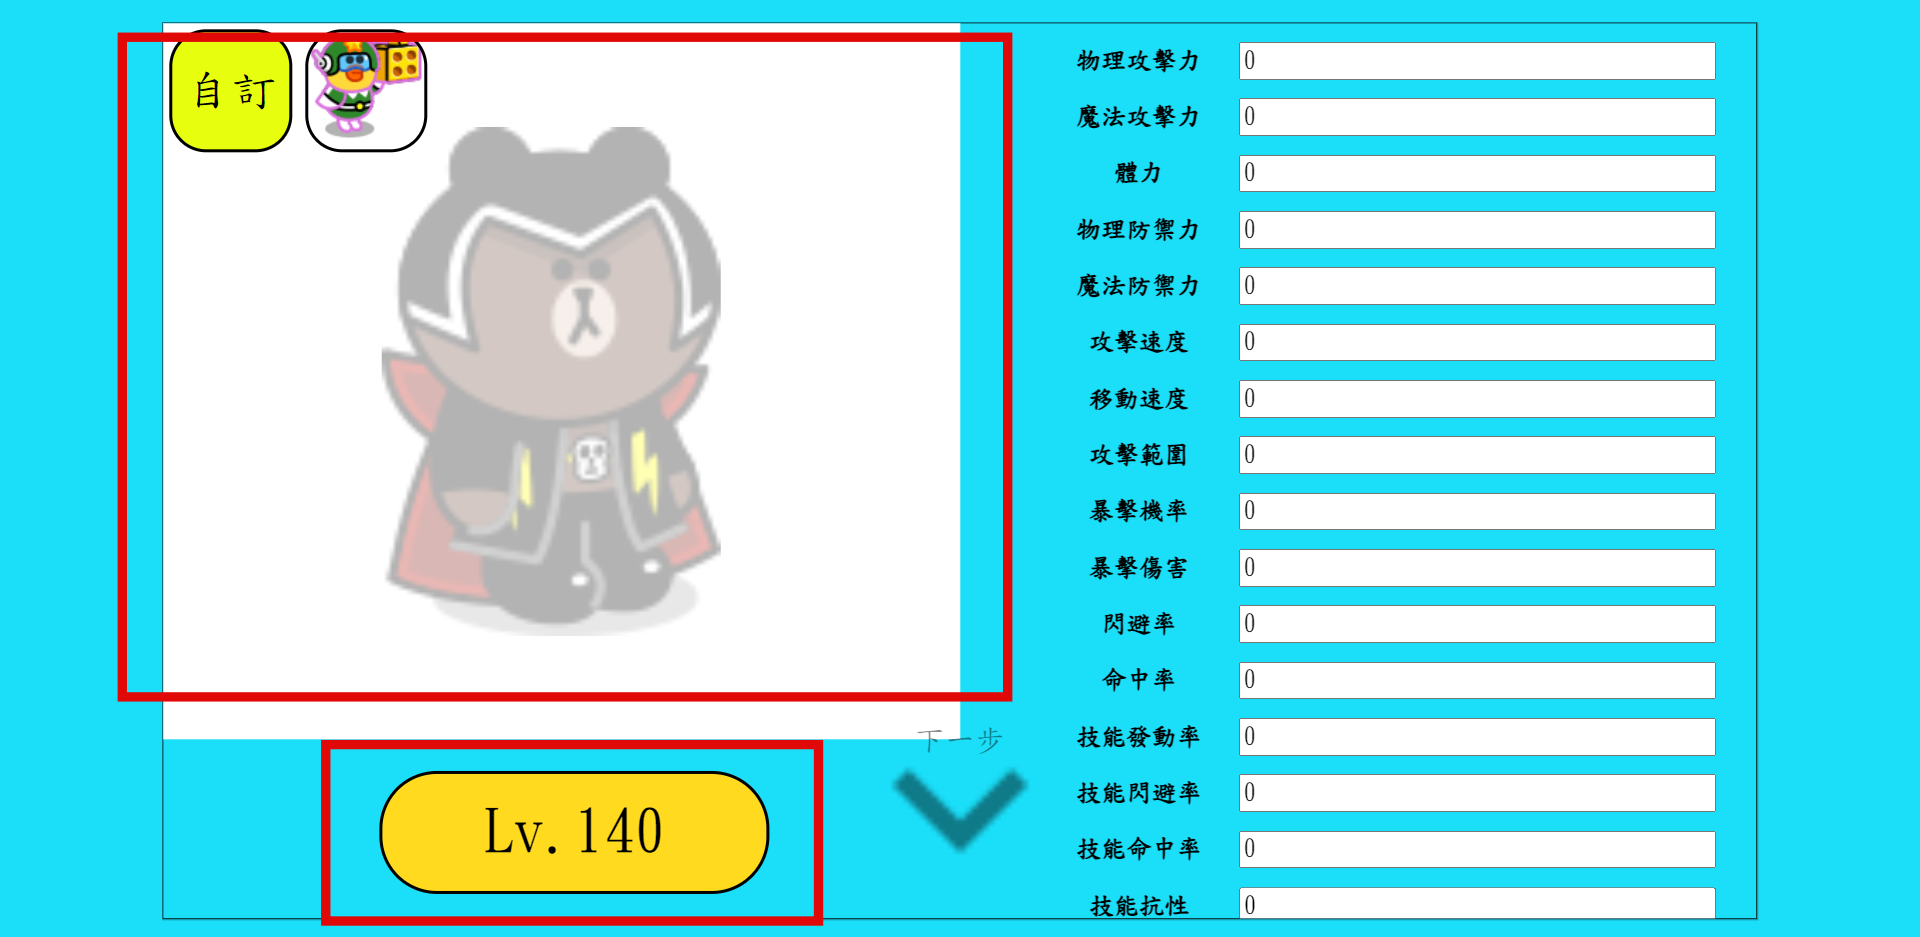 自訂
Lv.140
下一步
物理攻擊力 0
魔法攻擊力 0
體力 0
物理防禦力 0
魔法防禦力 0
攻擊速度 0
移動速度 0
攻擊範圍 0
暴擊機率 0
暴擊傷害 0
閃避率 0
命中率 0
技能發動率 0
技能閃避率 0
技能命中率 0
技能抗性 0